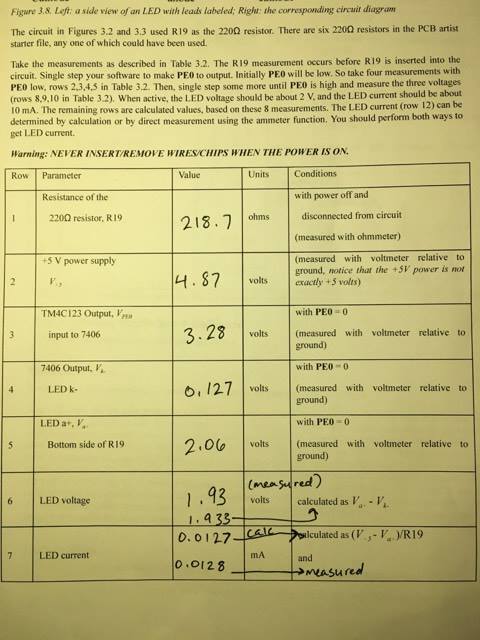 Figure 3.8. Left: a side view of an LED with leads labeled; Right: the corresponding circuit diagram
The circuit in Figures 3.2 and 3.3 used R19 as the 220Ω resistor. There are six 220Ω resistors in the PCB artist
starter file, any one of which could have been used.
Take the measurements as described in Table 3.2. The R19 measurement occurs before R19 is inserted into the
circuit. Single step your software to make PE0 to output. Initially PE0 will be low. So take four measurements with
PE0 low, rows 2,3,4,5 in Table 3.2. Then, single step some more until PE0 is high and measure the three voltages
(rows 8,9,10 in Table 3.2). When active, the LED voltage should be about 2 V, and the LED current should be about
10 mA. The remaining rows are calculated values, based on these 8 measurements. The LED current (row 12) can be
determined by calculation or by direct measurement using the ammeter function. You should perform both ways to
get LED current.
Warning: NEVER INSERT/REMOVE WIRES/CHIPS WHEN THE POWER IS ON.
Row Parameter Value Units Conditions
1 Resistance of the
220Ω resistor, R19
218.7
ohms
with power off and
disconnected from circuit
(measured with ohmmeter)
2 +5 V power supply
V+5
4.87
volts
(measured with voltmeter relative to
ground, notice that the +5V power is not
exactly +5 volts)
3 TM4C123 Output, VPE0
input to 7406
3.28
volts
with PE0 = 0
(measured with voltmeter relative to
ground)
4 7406 Output, Vk-
LED k-
0.127
volts
with PE0 = 0
(measured with voltmeter relative to
ground)
5 LED a+, Va+
Bottom side of R19
2.06
volts
with PE0 = 0
(measured with voltmeter relative to
ground)
6 LED voltage
1.93 (measured)
1.933
volts
calculated as Va+ - Vk-
7 LED current
0.0127 calc
0.0128
mA
calculated as (V+5 - Va+)/R19
and
measured